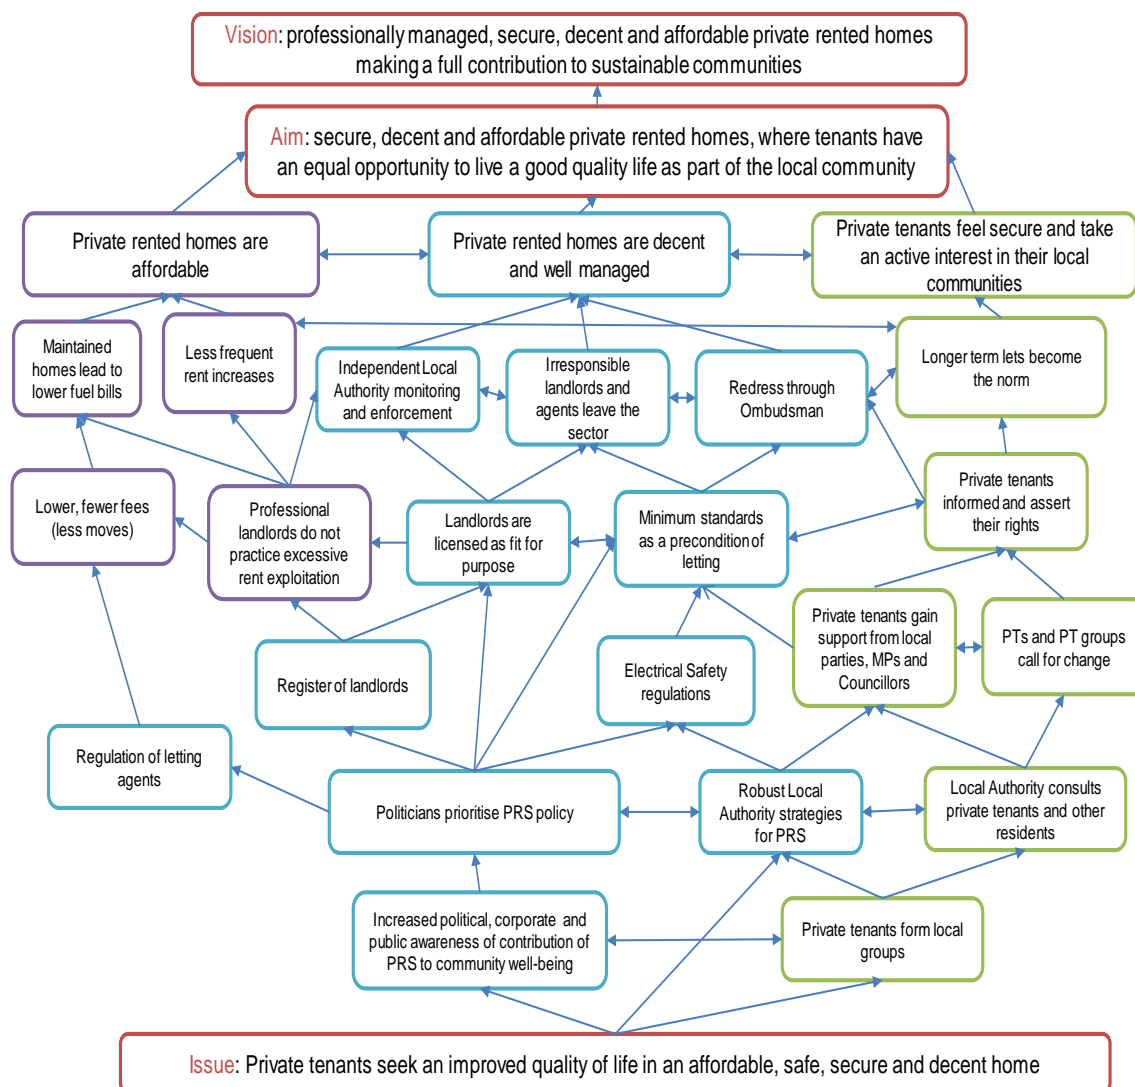 Vision: professionally managed, secure, decent and affordable private rented homes
making a full contribution to sustainable communities
Aim: secure, decent and affordable private rented homes, where tenants have
an equal opportunity to live a good quality life as part of the local community
Private rented homes are
affordable
Private rented homes are decent
and well managed
Private tenants feel secure and take
an active interest in their local
communities
Maintained
homes lead to
lower fuel bills
Less frequent
rent increases
Independent Local
Authority monitoring
and enforcement
Irresponsible
landlords and
agents leave the
sector
Redress through
Ombudsman
Longer term lets become
the norm
Lower, fewer fees
(less moves)
Professional
landlords do not
practice excessive
rent exploitation
Landlords are
licensed as fit for
purpose
Minimum standards
as a precondition of
letting
Private tenants
informed and assert
their rights
Register of landlords
Electrical Safety
regulations
Private tenants gain
support from local
parties, MPs and
Councillors
PTs and PT groups
call for change
Regulation of letting
agents
Politicians prioritise PRS policy
Robust Local
Authority strategies
for PRS
Local Authority consults
private tenants and other
residents
Increased political, corporate and
public awareness of contribution of
PRS to community well-being
Private tenants form local
groups
Issue: Private tenants seek an improved quality of life in an affordable, safe, secure and decent home